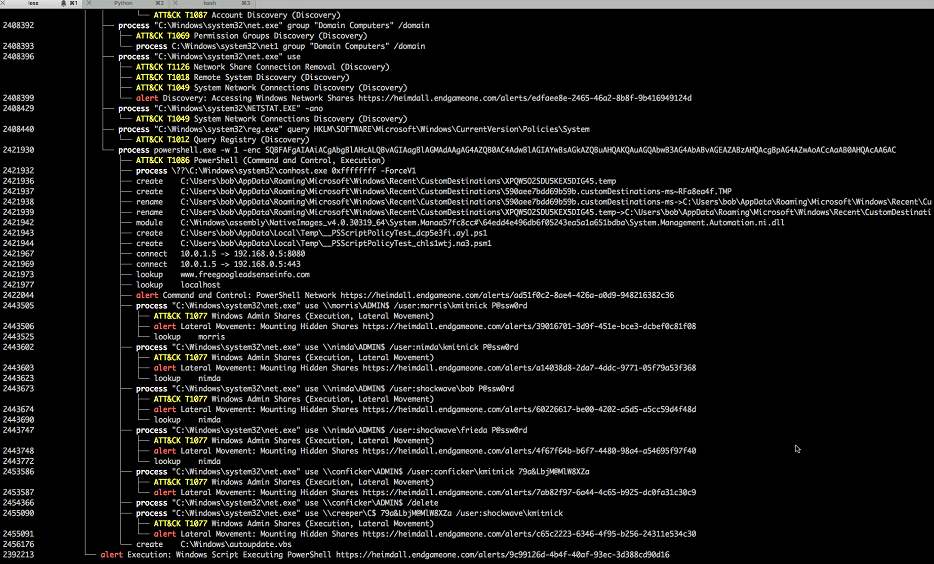 less ⌘1 Python ⌘2 bash ⌘3
ATT&CK T1087 Account Discovery (Discovery)
2408392 process "C:\Windows\system32\net.exe" group "Domain Computers" /domain
ATT&CK T1069 Permission Groups Discovery (Discovery)
2408393 process C:\Windows\system32\net1 group "Domain Computers" /domain
2408396 process "C:\Windows\system32\net.exe" use
ATT&CK T1126 Network Share Connection Removal (Discovery)
ATT&CK T1018 Remote System Discovery (Discovery)
ATT&CK T1049 System Network Connections Discovery (Discovery)
2408399 alert Discovery: Accessing Windows Network Shares https://heimdall.endgameone.com/alerts/edfaee8e-2465-46a2-8b8f-9b416949124d
2408429 process "C:\Windows\system32\NETSTAT.EXE" -ano
ATT&CK T1049 System Network Connections Discovery (Discovery)
2408440 process "C:\Windows\system32\reg.exe" query HKLM\SOFTWARE\Microsoft\Windows\CurrentVersion\Policies\System
ATT&CK T1012 Query Registry (Discovery)
2421930 process powershell.exe -w 1 -enc
ATT&CK T1086 PowerShell (Command and Control, Execution)
2421932 process \??\C:\Windows\system32\conhost.exe 0xffffffff -ForceV1
2421936 create C:\Users\bob\AppData\Roaming\Microsoft\Windows\Recent\CustomDestinations\XPQW5O2SDU5KEX5DIG45.temp
2421937 create C:\Users\bob\AppData\Roaming\Microsoft\Windows\Recent\CustomDestinations\590aee7bdd69b59b.customDestinations-ms~RFa8ea4f.TMP
2421938 rename C:\Users\bob\AppData\Roaming\Microsoft\Windows\Recent\CustomDestinations\590aee7bdd69b59b.customDestinations-ms->C:\Users\bob\AppData\Roaming\Microsoft\Windows\Recent\Cu
2421939 rename C:\Users\bob\AppData\Roaming\Microsoft\Windows\Recent\CustomDestinations\XPQW5O2SDU5KEX5DIG45.temp->C:\Users\bob\AppData\Roaming\Microsoft\Windows\Recent\CustomDestinati
2421942 module
2421943 create C:\Users\bob\AppData\Local\Temp\__PSScriptPolicyTest_dcp5e3fi.ayl.ps1
2421944 create C:\Users\bob\AppData\Local\Temp\__PSScriptPolicyTest_chls1wtj.na3.psm1
2421967 connect 10.0.1.5 -> 192.168.0.5:8080
2421969 connect 10.0.1.5 -> 192.168.0.5:443
2421973 lookup www.freegoogleadsenseinfo.com
2421977 lookup localhost
2422044 alert Command and Control: PowerShell Network https://heimdall.endgameone.com/alerts/ad51f0c2-8ae4-426a-a0d9-948216382c36
2443505 process "C:\Windows\system32\net.exe" use \\morris\ADMIN$ /user:morris\kmitnick P@ssw0rd
ATT&CK T1077 Windows Admin Shares (Execution, Lateral Movement)
2443506 alert Lateral Movement: Mounting Hidden Shares https://heimdall.endgameone.com/alerts/39016701-3d9f-451e-bce3-dcbef0c81f08
2443525 lookup morris
2443602 process "C:\Windows\system32\net.exe" use \\nimda\ADMIN$ /user:nimda\kmitnick P@ssw0rd
ATT&CK T1077 Windows Admin Shares (Execution, Lateral Movement)
2443603 alert Lateral Movement: Mounting Hidden Shares https://heimdall.endgameone.com/alerts/a14038d8-2da7-4ddc-9771-05f79a53f368
2443623 lookup nimda
2443673 process "C:\Windows\system32\net.exe" use \\nimda\ADMIN$ /user:shockwave\bob P@ssw0rd
ATT&CK T1077 Windows Admin Shares (Execution, Lateral Movement)
2443674 alert Lateral Movement: Mounting Hidden Shares https://heimdall.endgameone.com/alerts/60226617-be00-4202-a5d5-a5cc59d4f48d
2443690 lookup nimda
2443747 process "C:\Windows\system32\net.exe" use \\nimda\ADMIN$ /user:shockwave\frieda P@ssw0rd
ATT&CK T1077 Windows Admin Shares (Execution, Lateral Movement)
2443748 alert Lateral Movement: Mounting Hidden Shares https://heimdall.endgameone.com/alerts/4f67f64b-b6f7-4480-98a4-a54695f97f40
2443772 lookup nimda
2453586 process "C:\Windows\system32\net.exe" use \\conficker\ADMIN$ /user:conficker\kmitnick 79a&LbjM@MlW8XZa
ATT&CK T1077 Windows Admin Shares (Execution, Lateral Movement)
2453587 alert Lateral Movement: Mounting Hidden Shares https://heimdall.endgameone.com/alerts/7ab82f97-6a44-4c65-b925-dc0fa31c30c9
2454366 process "C:\Windows\system32\net.exe" use \\conficker\ADMIN$ /delete
2455090 process "C:\Windows\system32\net.exe" use \\creeper\C$ 79a&LbjM@MlW8XZa /user:shockwave\kmitnick
ATT&CK T1077 Windows Admin Shares (Execution, Lateral Movement)
2455091 alert Lateral Movement: Mounting Hidden Shares https://heimdall.endgameone.com/alerts/c65c2223-6346-4f95-b256-24311e534c30
2456176 create C:\Windows\autoupdate.vbs
2392213 alert Execution: Windows Script Executing PowerShell https://heimdall.endgameone.com/alerts/9c99126d-4b4f-40af-93ec-3d388cd90d16